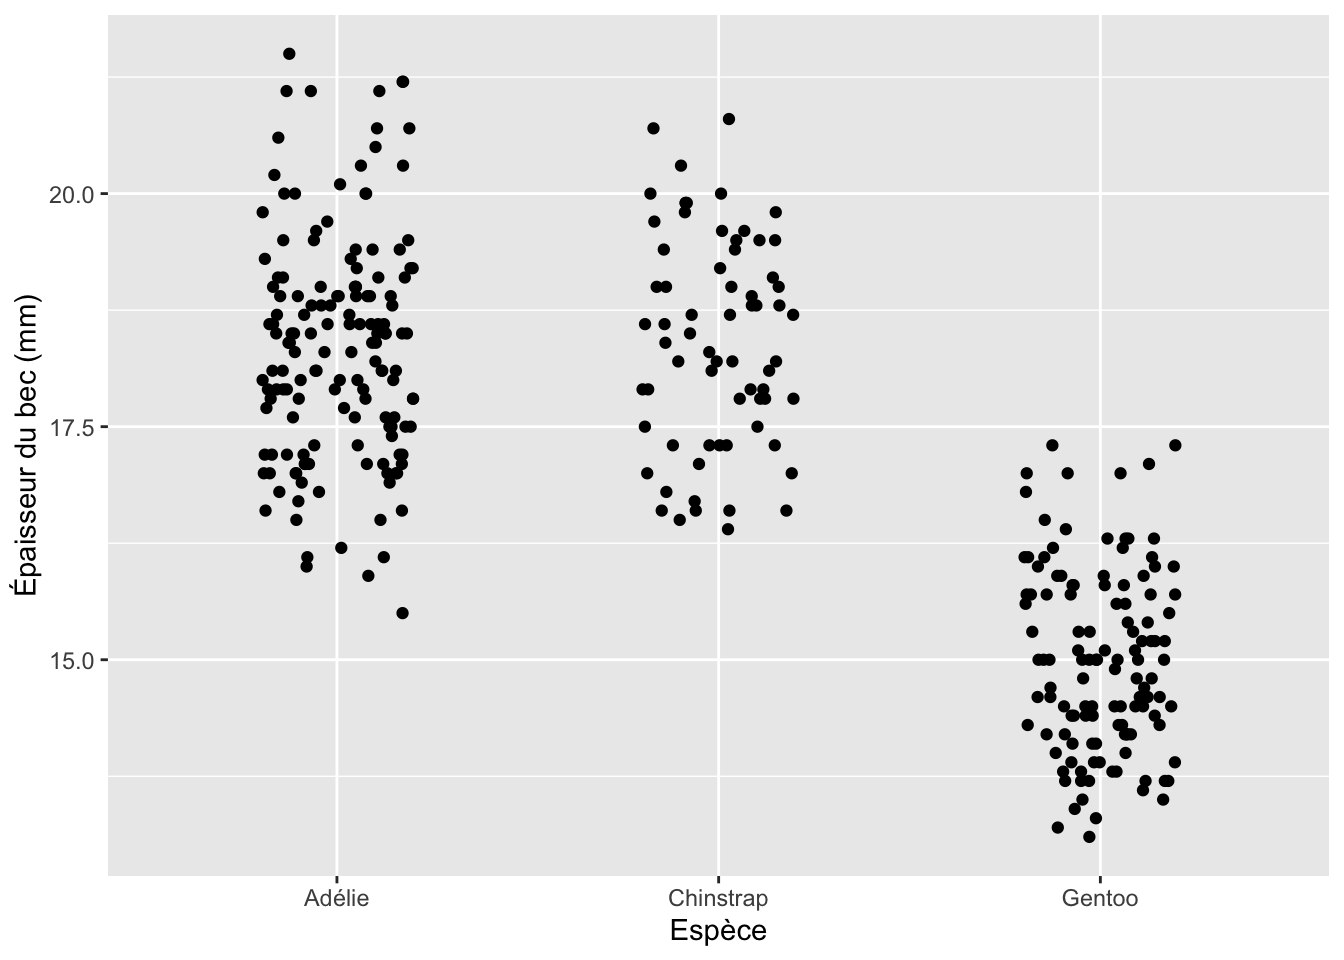 Épaisseur du bec (mm)
20.0
17.5
15.0
Adélie
Chinstrap
Gentoo
Espèce